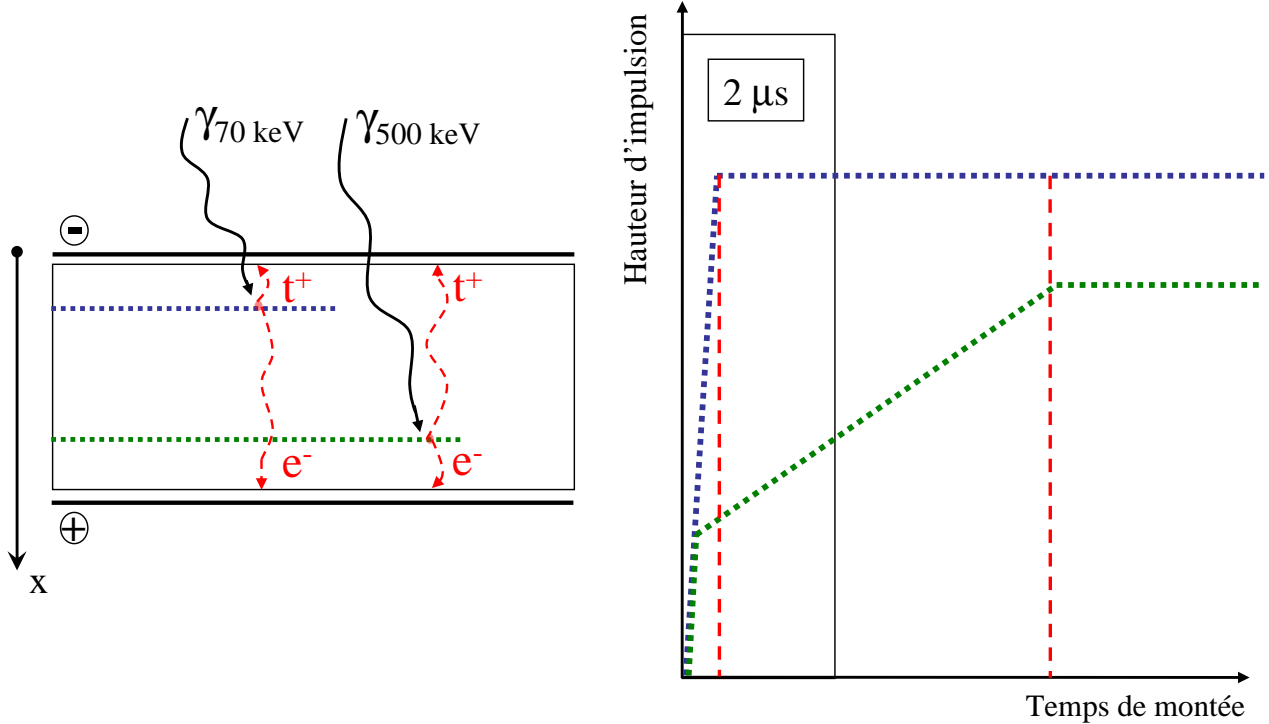 γ70 keV
γ500 keV
-
t+
t+
e-
e-
+
x
Hauteur d’impulsion
2 μs
Temps de montée